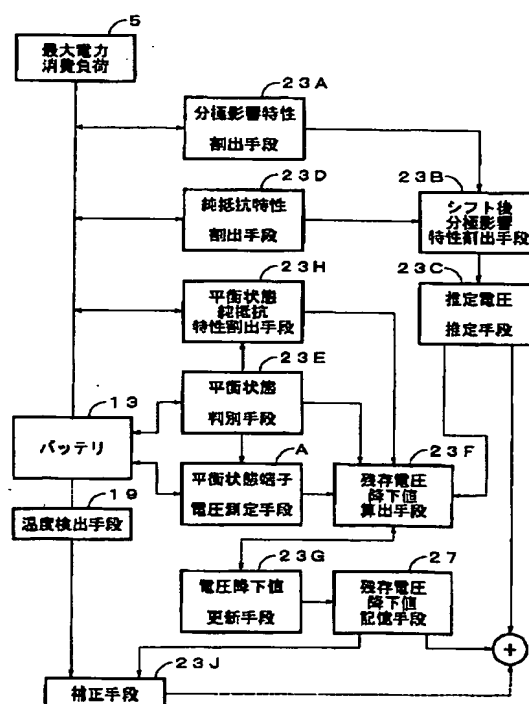 5
最大電力
消費負荷
23A
分極影響特性
割出手段
23D
純抵抗特性
割出手段
23B
シフト後
分極影響
特性割出手段
23H
平衡状態
純抵抗
特性割出手段
23C
推定電圧
推定手段
23E
平衡状態
判別手段
13
バッテリ
A
平衡状態端子
電圧測定手段
23F
残存電圧
降下値
算出手段
19
温度検出手段
23G
電圧降下値
更新手段
27
残存電圧
降下値
記憶手段
+
23J
補正手段